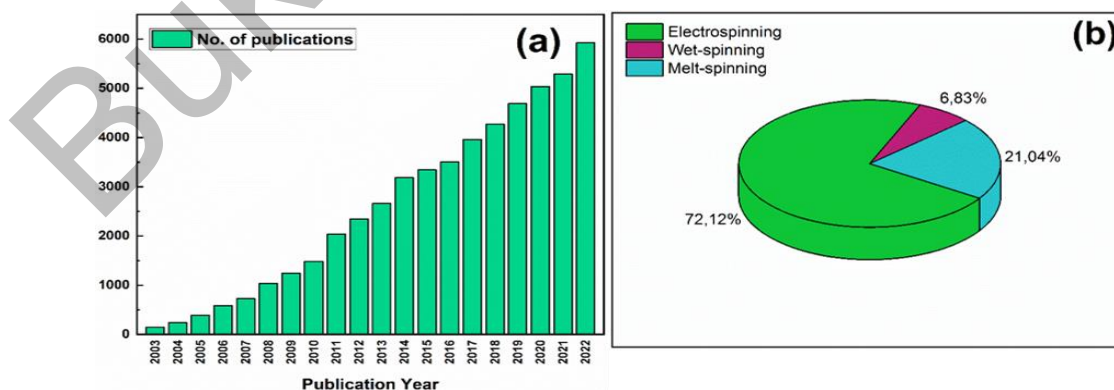 No. of publications
(a)
6000
5000
4000
3000
2000
1000
0
2003 2004 2005 2006 2007 2008 2009 2010 2011 2012 2013 2014 2015 2016 2017 2018 2019 2020 2021 2022
Publication Year
(b)
Electrospinning
Wet-spinning
Melt-spinning
6,83%
21,04%
72,12%